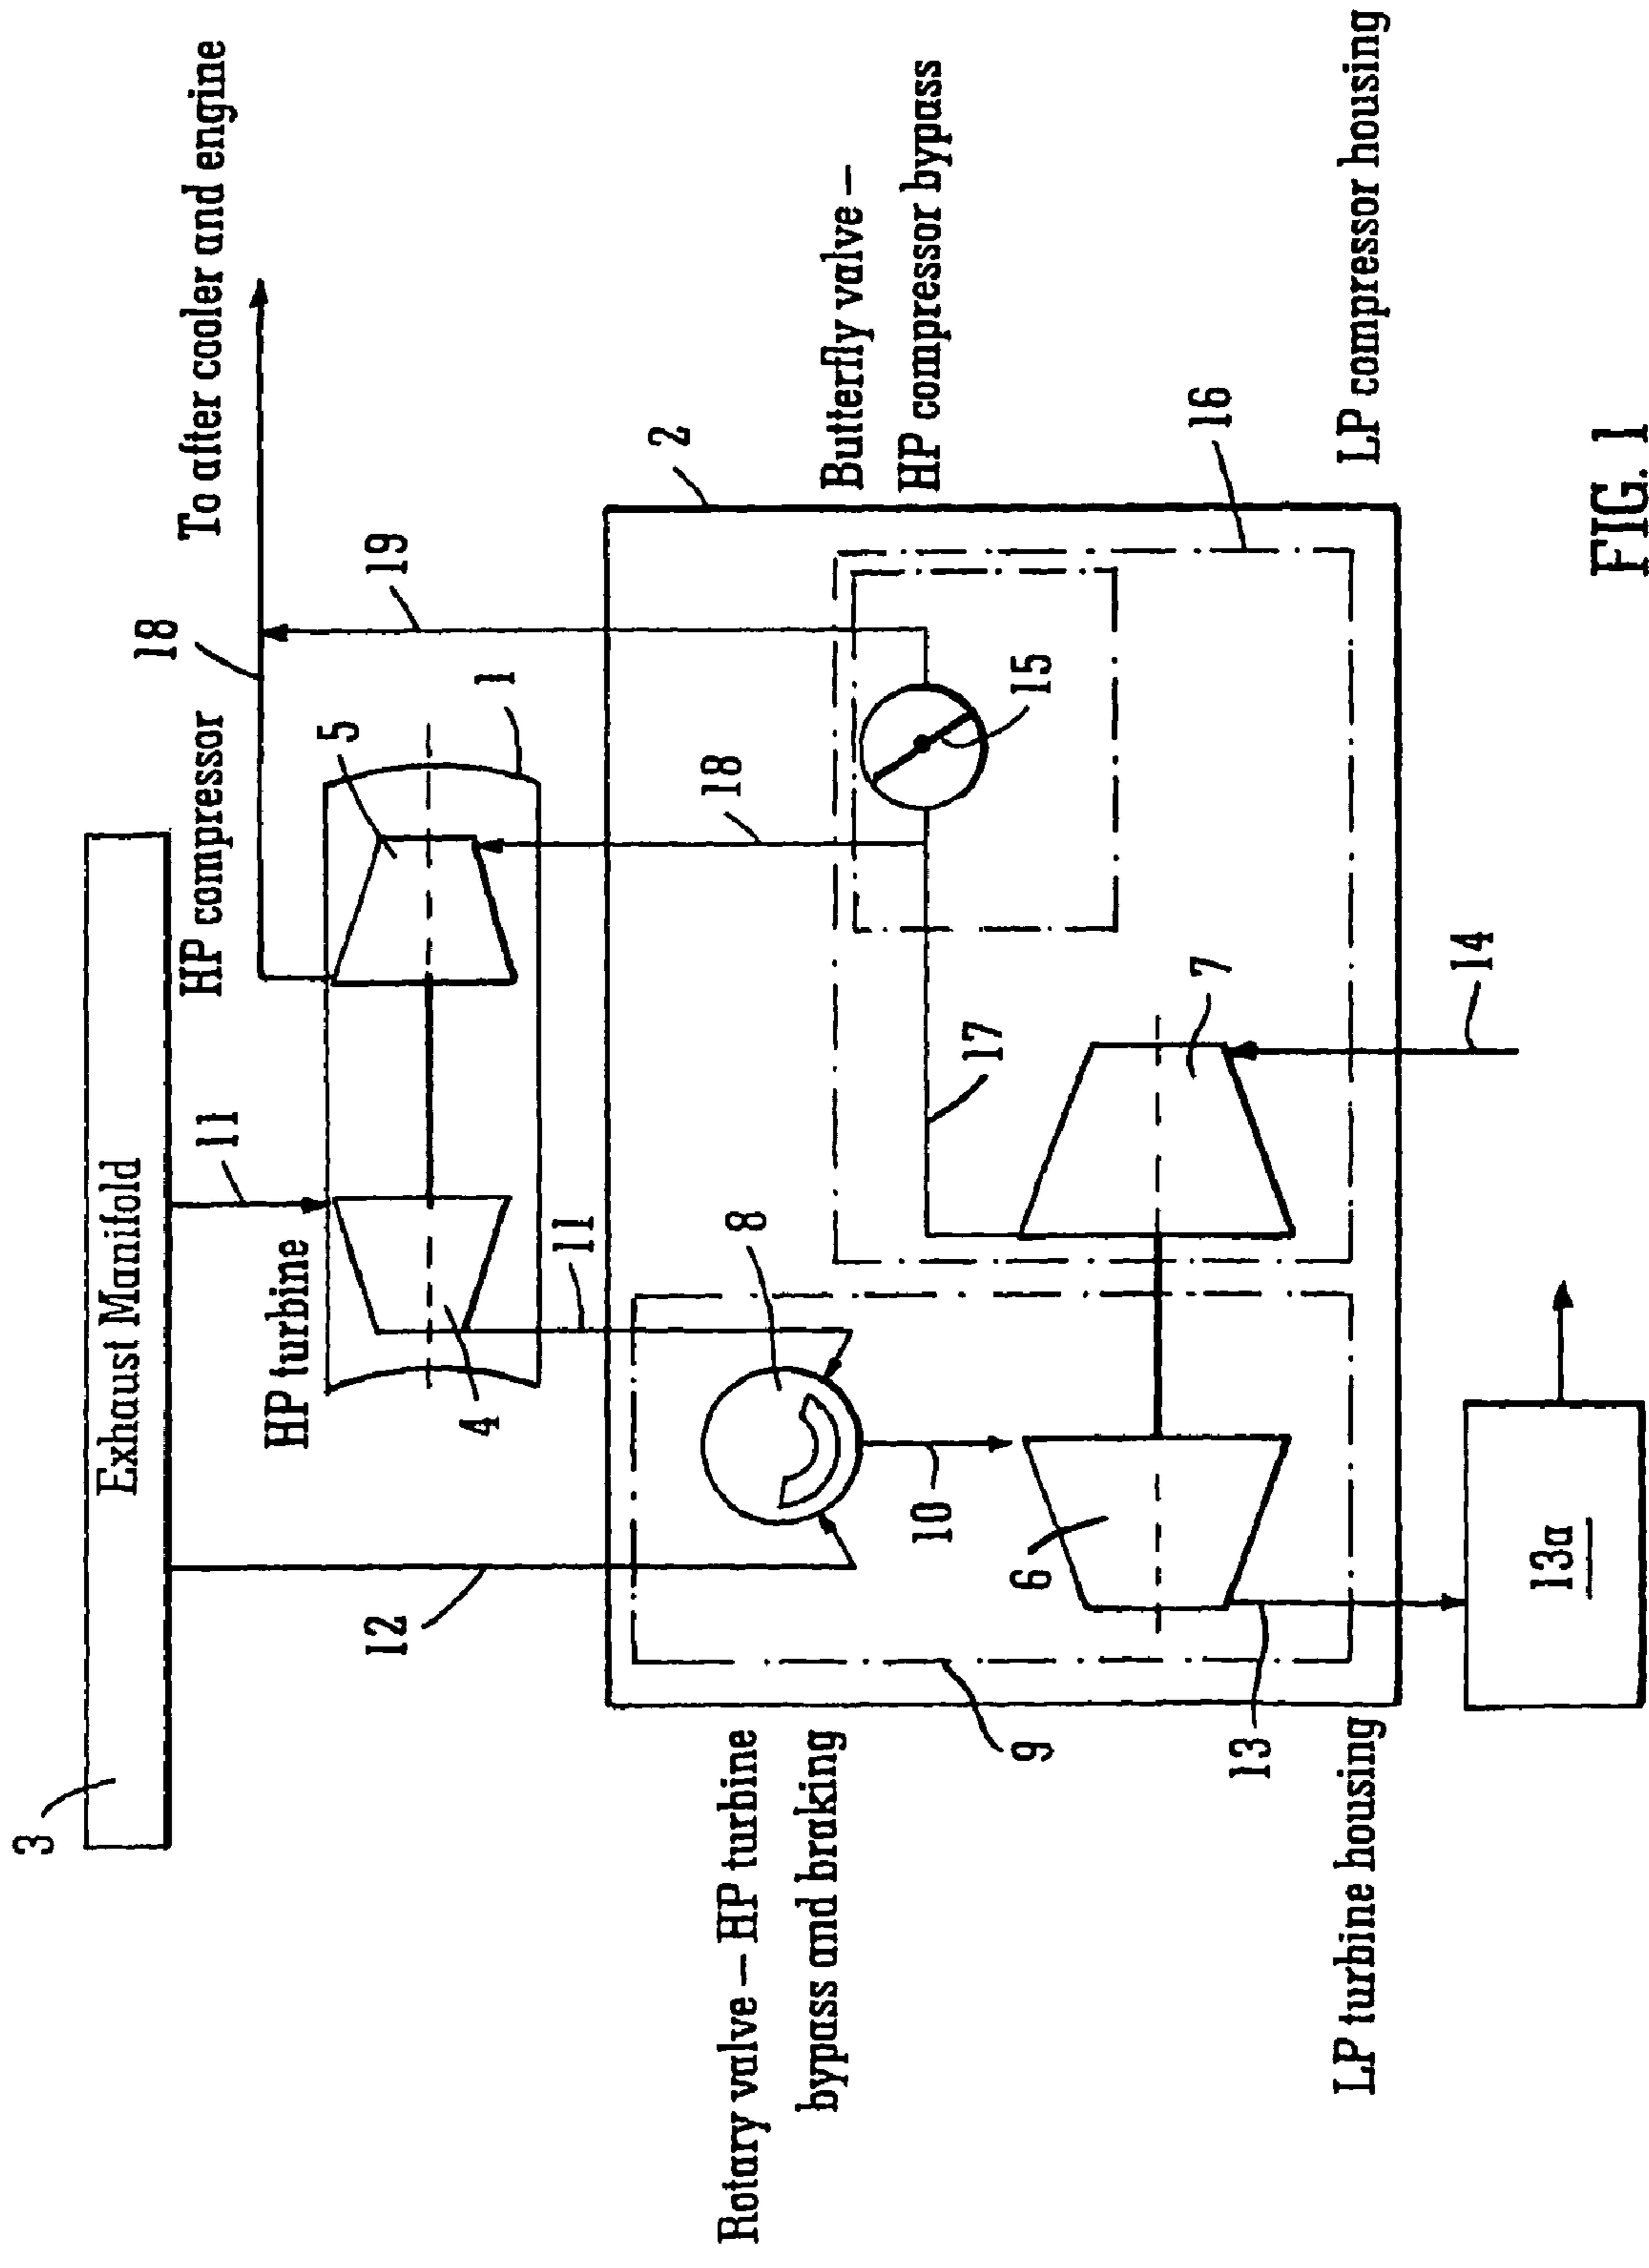 3
Exhaust Manifold
HP compressor
18
To after cooler and engine
HP turbine
11
5
1
19
4
11
12
18
2
Rotary valve – HP turbine
bypass and braking
8
Butterfly valve –
HP compressor bypass
10
17
15
9
6
7
16
13
14
LP turbine housing
LP compressor housing
13a
FIG. 1